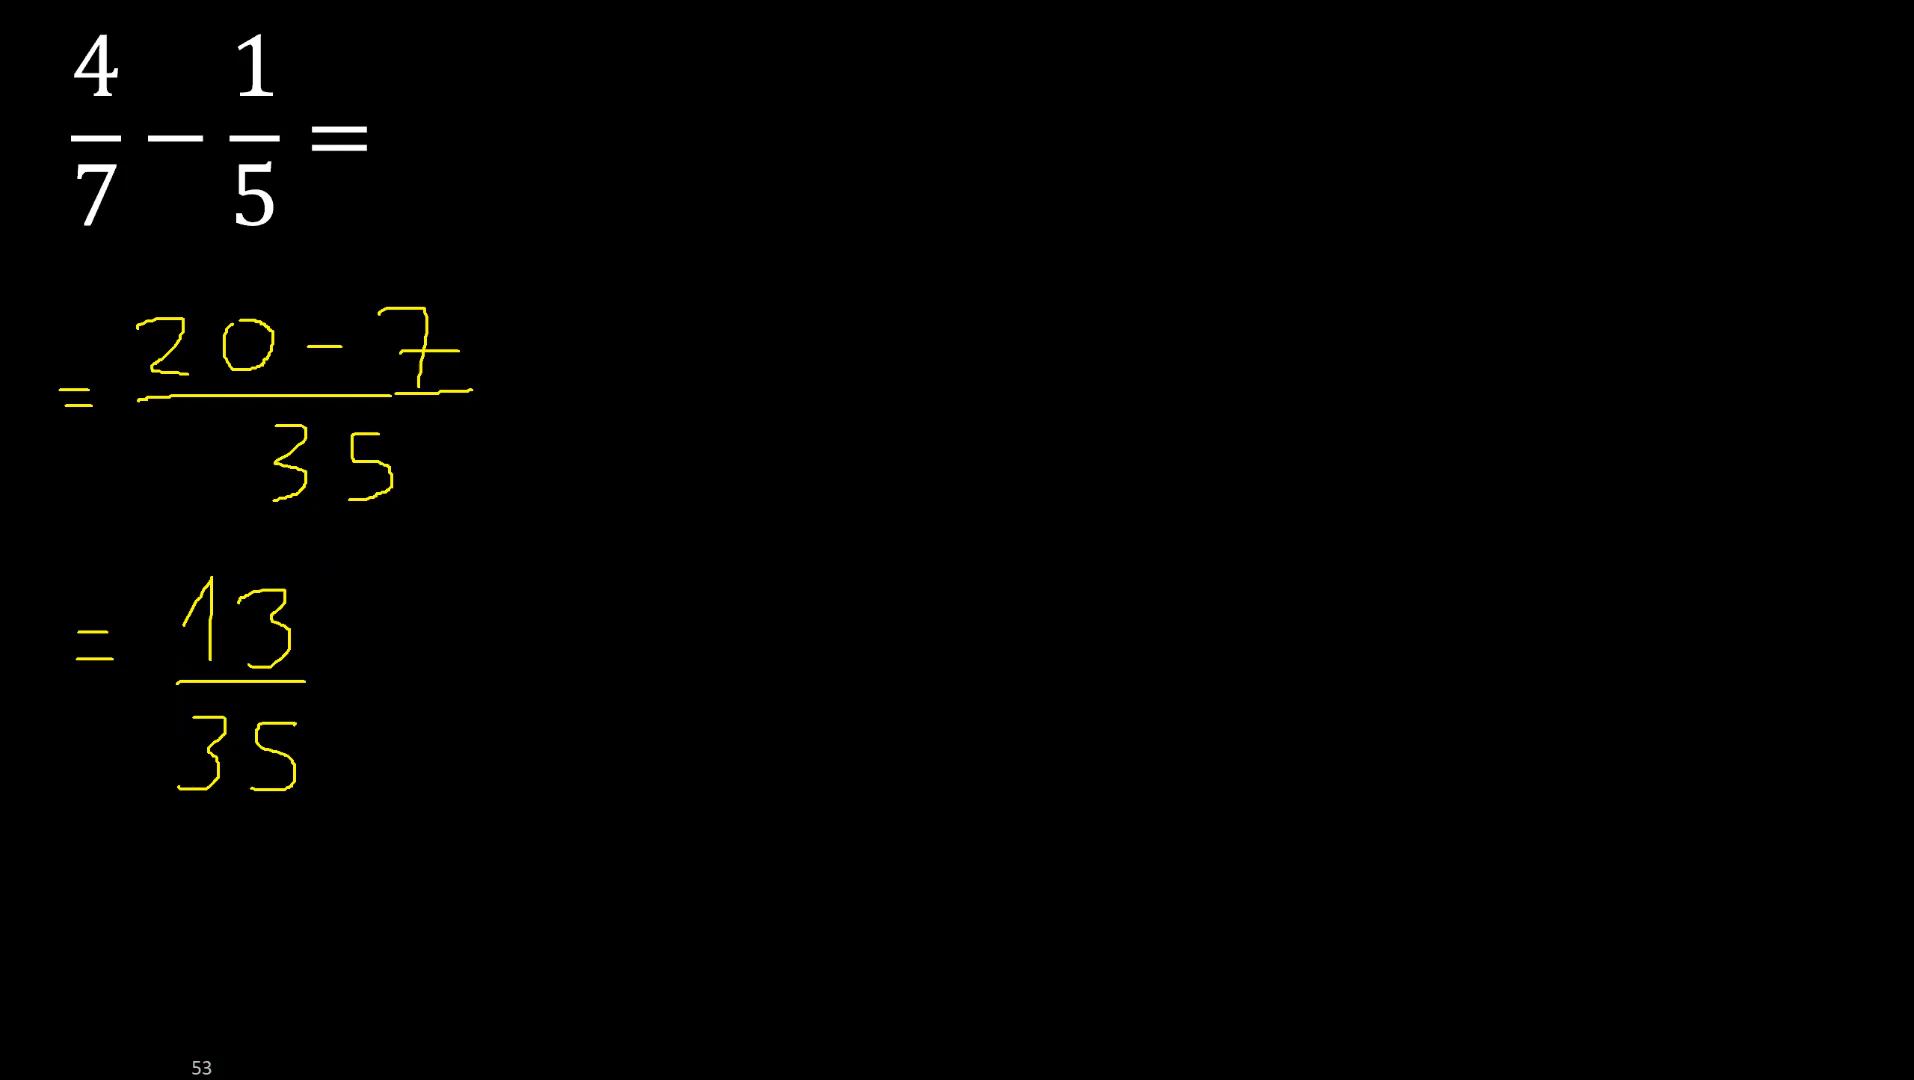 4/7 − 1/5 =
= 20 − 7 / 35
= 13/35
53